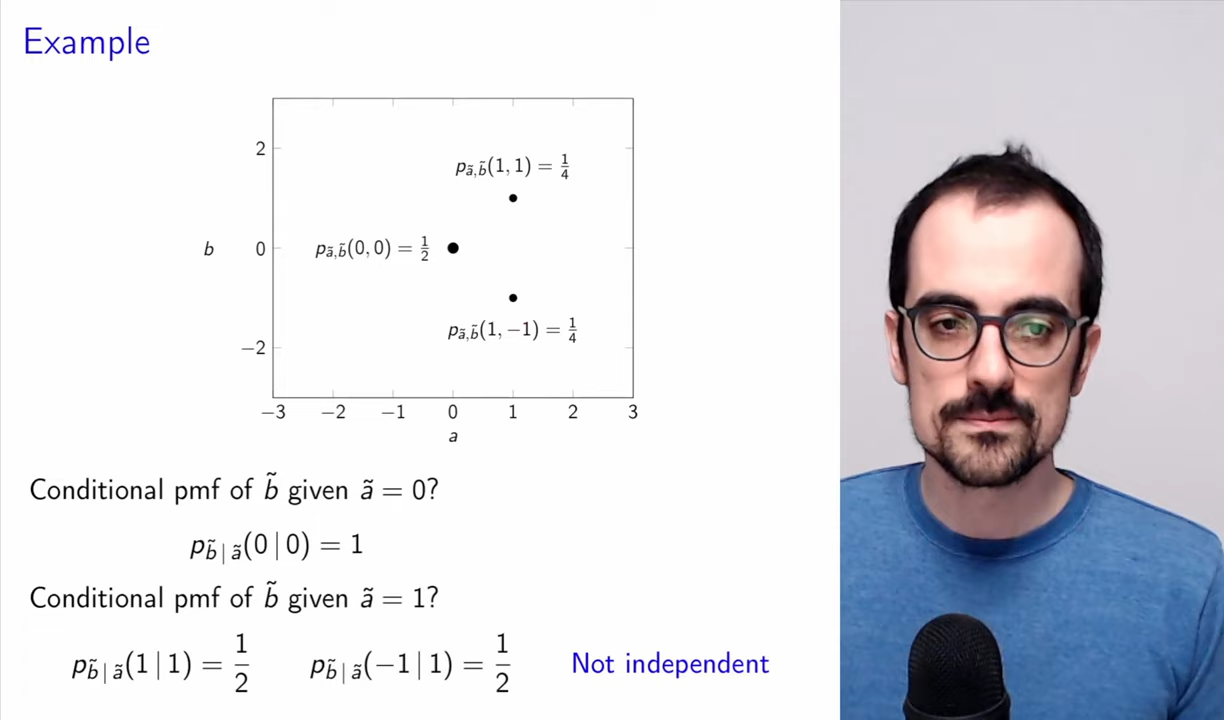 Example
2
p_{ã,b̃}(1, 1) = 1/4
b
0
p_{ã,b̃}(0, 0) = 1/2
p_{ã,b̃}(1, −1) = 1/4
−2
−3 −2 −1 0 1 2 3
a
Conditional pmf of b̃ given ã = 0?
p_{b̃ | ã}(0 | 0) = 1
Conditional pmf of b̃ given ã = 1?
p_{b̃ | ã}(1 | 1) = 1/2 p_{b̃ | ã}(−1 | 1) = 1/2 Not independent